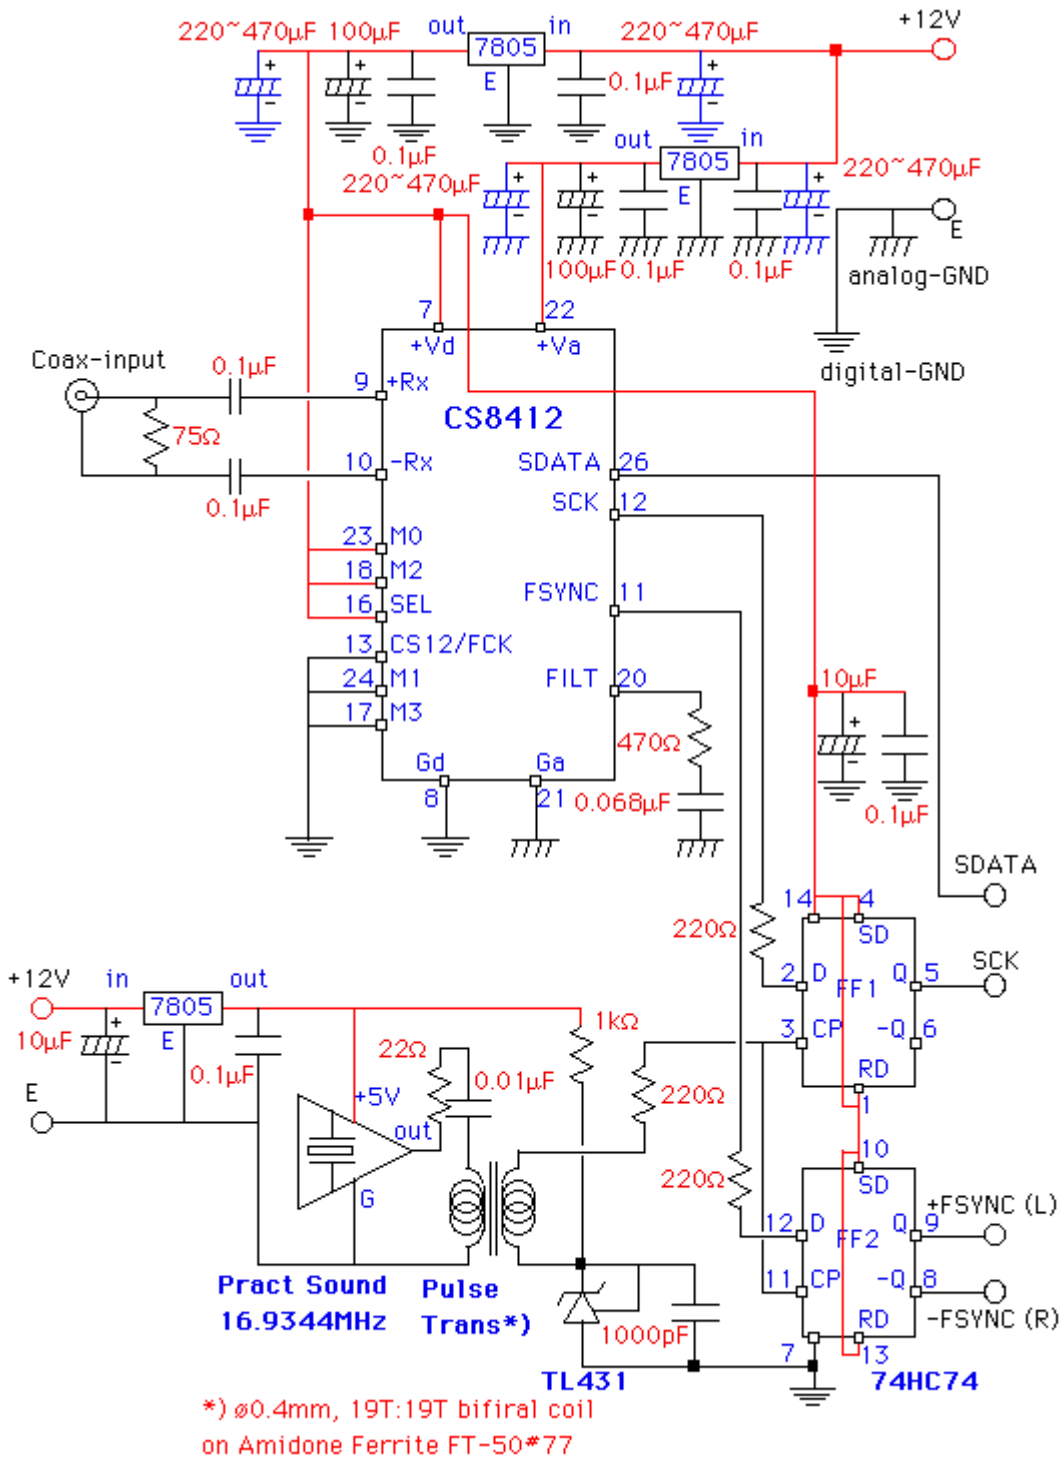 +12V
220~470µF 100µF out 7805 in 220~470µF
+ E 0.1µF +
- -
0.1µF out 7805 in
220~470µF + + E + 220~470µF
- - - E
100µF 0.1µF 0.1µF analog-GND
digital-GND
7 22
+Vd +Va
Coax-input 0.1µF 9 +Rx
CS8412
75Ω
10 -Rx SDATA 26
0.1µF SCK 12
23 M0
18 M2
16 SEL FSYNC 11
13 CS12/FCK
24 M1 FILT 20 10µF
17 M3
470Ω +
-
Gd Ga
8 21 0.068µF 0.1µF
SDATA
14 4
220Ω SD
2 D Q 5 SCK
FF1
3 CP -Q 6
RD
1
+12V in 7805 out
10µF + E 1kΩ
- 22Ω
0.1µF 0.01µF
E +5V 220Ω
out
G
10
220Ω SD
12 D Q 9 +FSYNC (L)
FF2
11 CP -Q 8
-FSYNC (R)
RD
7 13
Pract Sound Pulse
16.9344MHz Trans*)
1000pF
TL431 74HC74
*) ø0.4mm, 19T:19T bifiral coil
on Amidone Ferrite FT-50#77